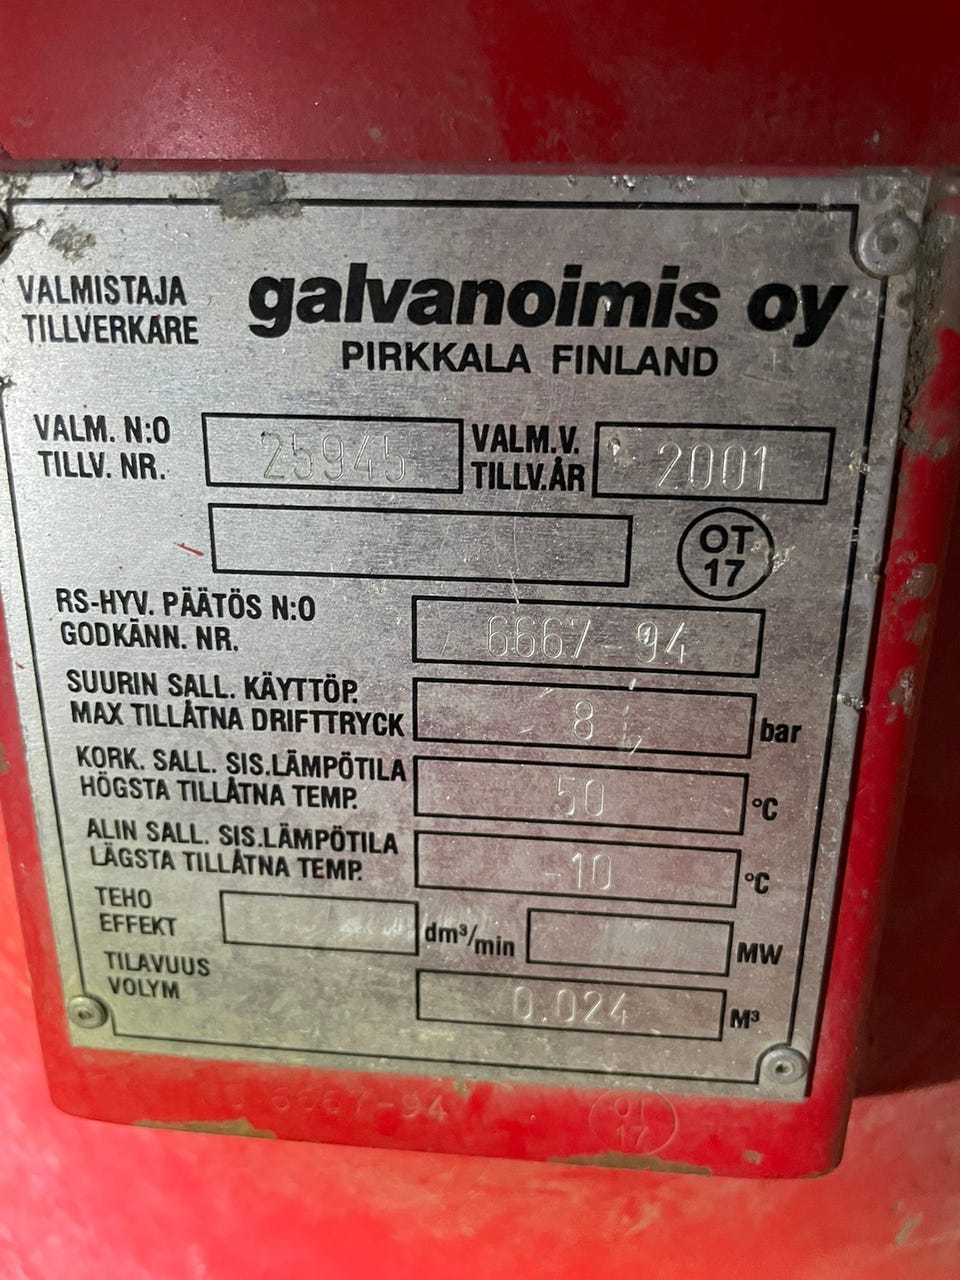 VALMISTAJA
TILLVERKARE
galvanoimis oy
PIRKKALA FINLAND
VALM. N:O
TILLV. NR.
25945
VALM.V.
TILLV.ÅR
2001
OT
17
RS-HYV. PÄÄTÖS N:O
GODKÄNN. NR.
6667-94
SUURIN SALL. KÄYTTÖP.
MAX TILLÅTNA DRIFTTRYCK
8
bar
KORK. SALL. SIS.LÄMPÖTILA
HÖGSTA TILLÅTNA TEMP.
50
°C
ALIN SALL. SIS.LÄMPÖTILA
LÄGSTA TILLÅTNA TEMP.
-10
°C
TEHO
EFFEKT
dm³/min
MW
TILAVUUS
VOLYM
0.024
M³
6667-94
OT
17